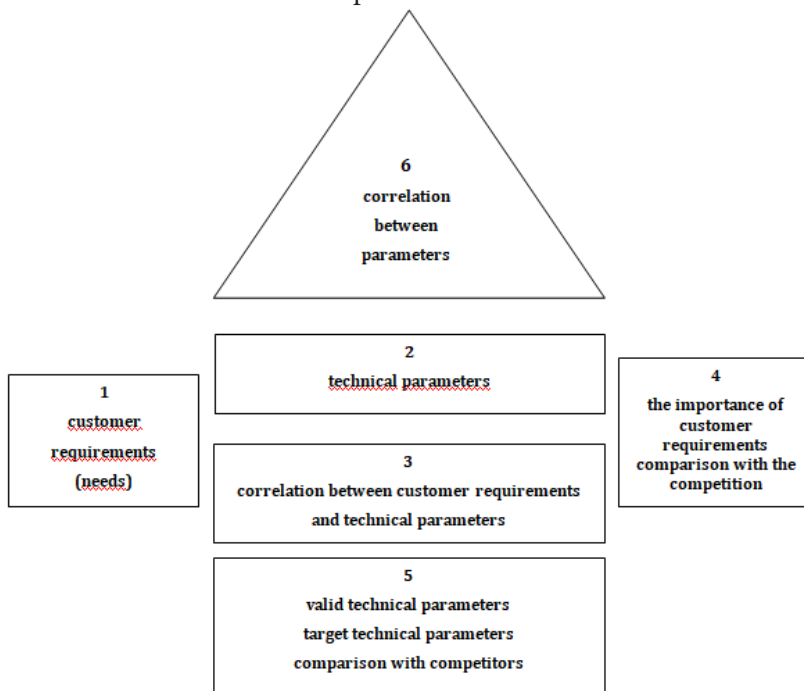 6
correlation
between
parameters
2
technical parameters
1
customer
requirements
(needs)
4
the importance of
customer
requirements
comparison with the
competition
3
correlation between customer requirements
and technical parameters
5
valid technical parameters
target technical parameters
comparison with competitors